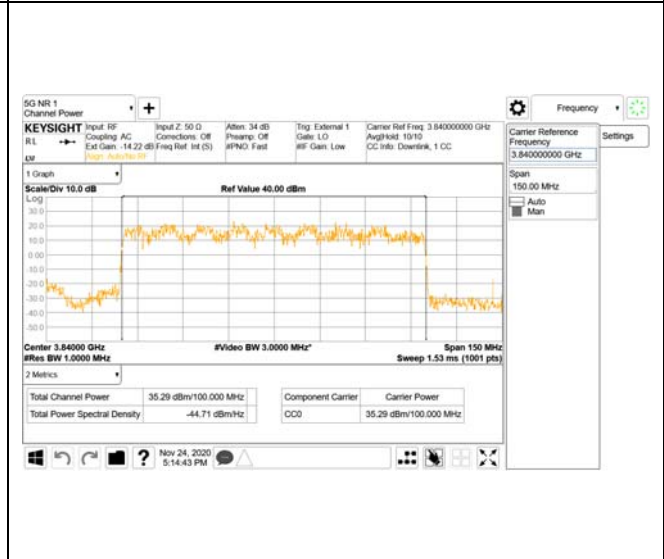 5G NR 1
Channel Power
+
Frequency
KEYSIGHT
RL
LXI
Input: RF
Coupling: AC
Ext Gain: -14.22 dB
Align: Auto/No RF
Input Z: 50 Ω
Corrections: Off
Freq Ref: Int (S)
Atten: 34 dB
Preamp: Off
#PNO: Fast
Trig: External 1
Gate: LO
#IF Gain: Low
Carrier Ref Freq: 3.840000000 GHz
Avg|Hold: 10/10
CC Info: Downlink, 1 CC
Carrier Reference
Frequency
3.840000000 GHz
Settings
Span
150.00 MHz
Auto
Man
1 Graph
Scale/Div 10.0 dB
Ref Value 40.00 dBm
Log
30.0
20.0
10.0
0.00
-10.0
-20.0
-30.0
-40.0
-50.0
Center 3.84000 GHz
#Video BW 3.0000 MHz*
Span 150 MHz
#Res BW 1.0000 MHz
Sweep 1.53 ms (1001 pts)
2 Metrics
Total Channel Power 35.29 dBm/100.000 MHz
Total Power Spectral Density -44.71 dBm/Hz
Component Carrier Carrier Power
CC0 35.29 dBm/100.000 MHz
?
Nov 24, 2020
5:14:43 PM